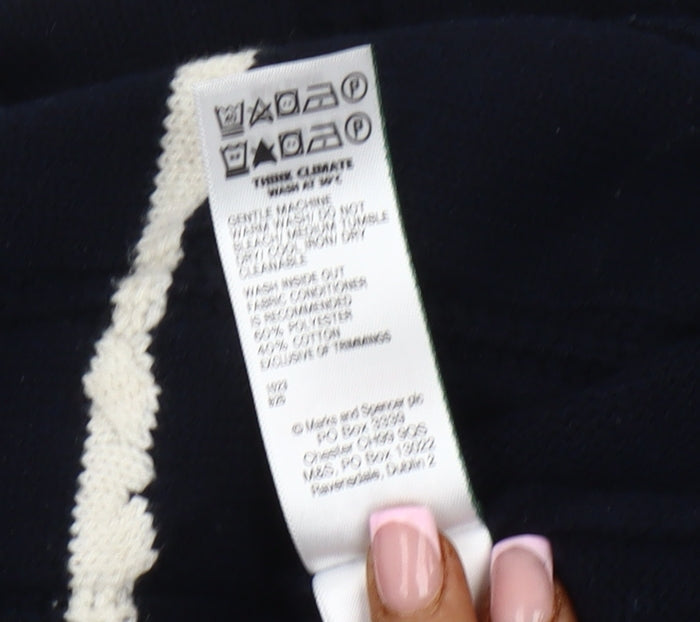 THINK CLIMATE
WASH AT 30°C
GENTLE MACHINE
WARM WASH/ DO NOT
BLEACH/ MEDIUM TUMBLE
DRY/ COOL IRON/ DRY
CLEANABLE
WASH INSIDE OUT
FABRIC CONDITIONER
IS RECOMMENDED
60% POLYESTER
40% COTTON
EXCLUSIVE OF TRIMMINGS
© Marks and Spencer plc
PO Box 3339
Chester CH99 9QS
M&S, PO Box 13022
Ravensdale, Dublin 2